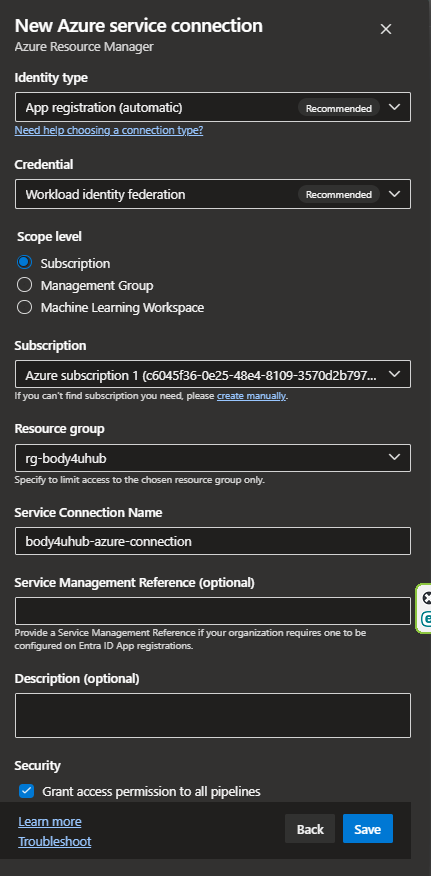 New Azure service connection
Azure Resource Manager
Identity type
App registration (automatic) Recommended
Need help choosing a connection type?
Credential
Workload identity federation Recommended
Scope level
Subscription
Management Group
Machine Learning Workspace
Subscription
Azure subscription 1 (c6045f36-0e25-48e4-8109-3570d2b797...
If you can't find subscription you need, please create manually.
Resource group
rg-body4uhub
Specify to limit access to the chosen resource group only.
Service Connection Name
body4uhub-azure-connection
Service Management Reference (optional)
Provide a Service Management Reference if your organization requires one to be
configured on Entra ID App registrations.
Description (optional)
Security
Grant access permission to all pipelines
Learn more
Troubleshoot
Back
Save